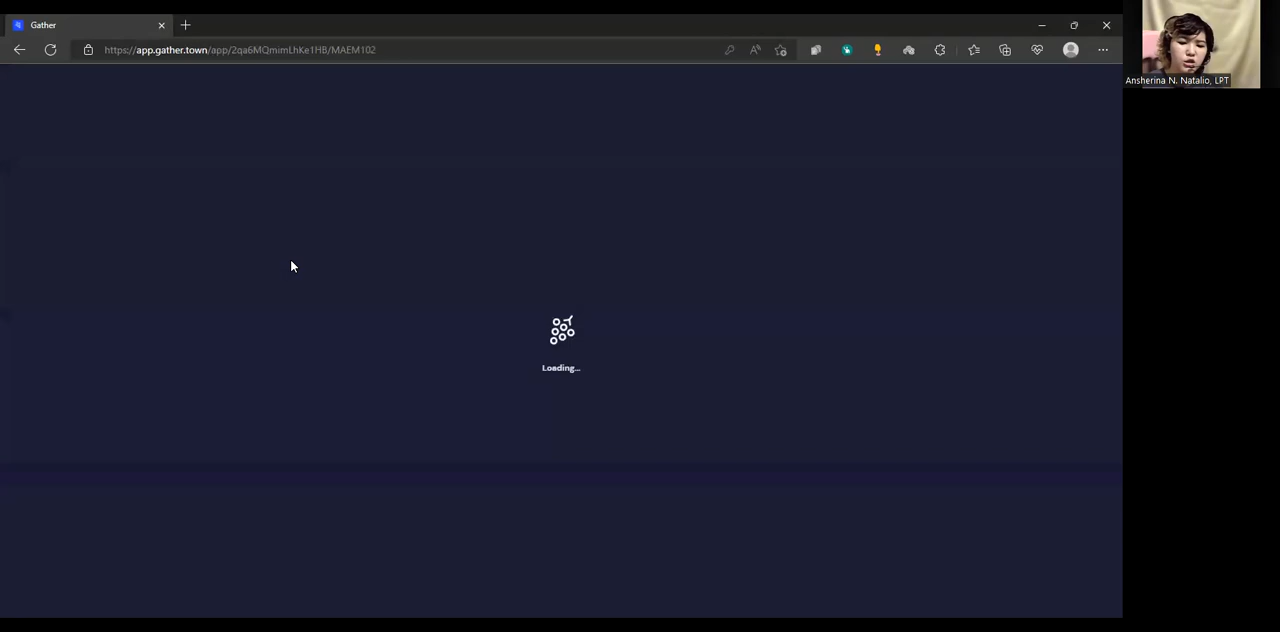 Gather
https://app.gather.town/app/2qa6MQmimLhKe1HB/MAEM102
Ansherina N. Natalio, LPT
Loading...